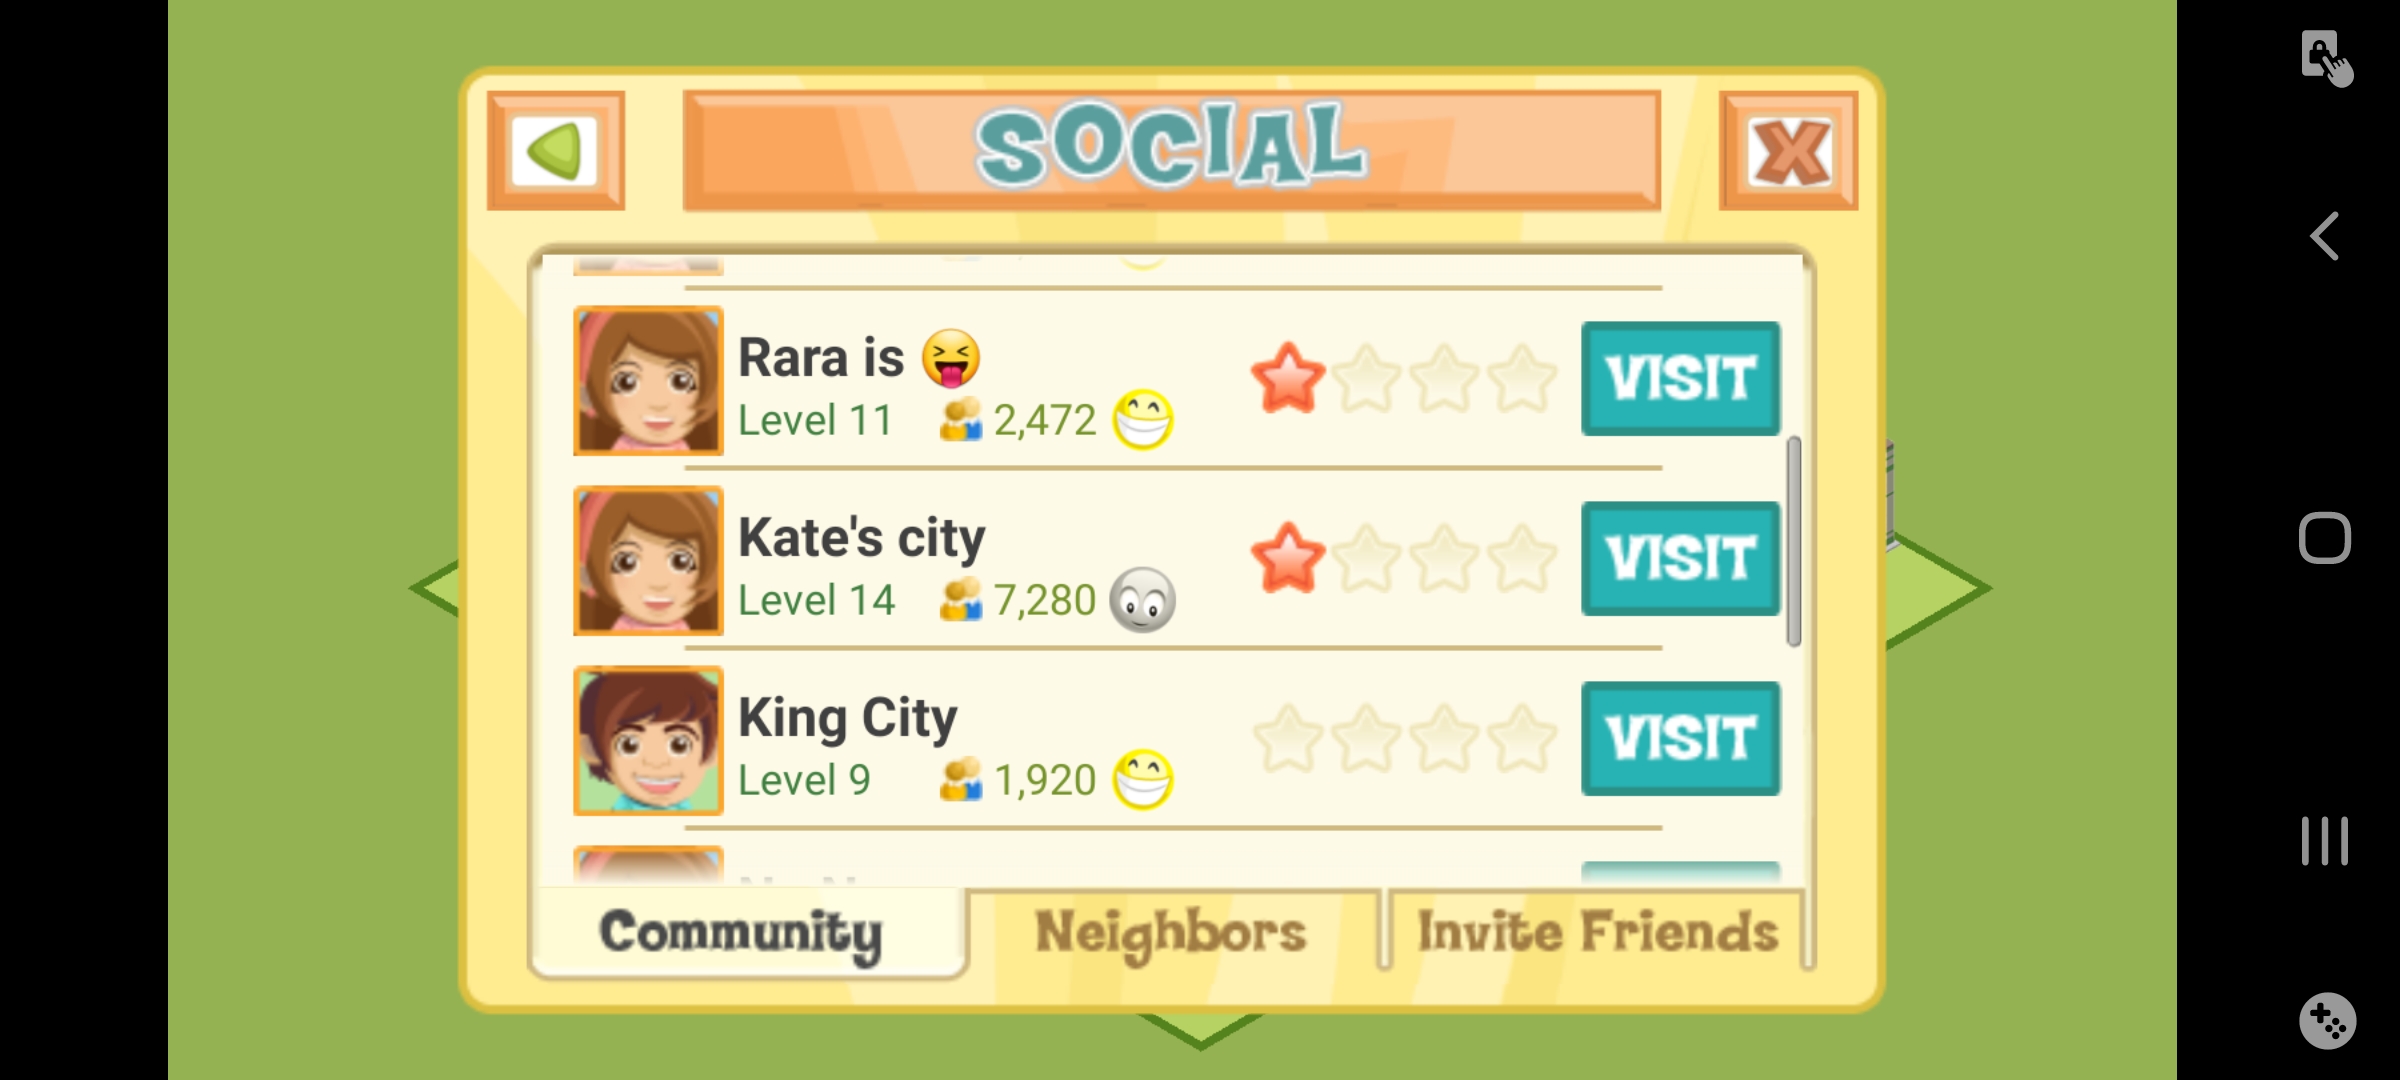 SOCIAL
Rara is 😝
Level 11 2,472
VISIT
Kate's city
Level 14 7,280
VISIT
King City
Level 9 1,920
VISIT
Community
Neighbors
Invite Friends